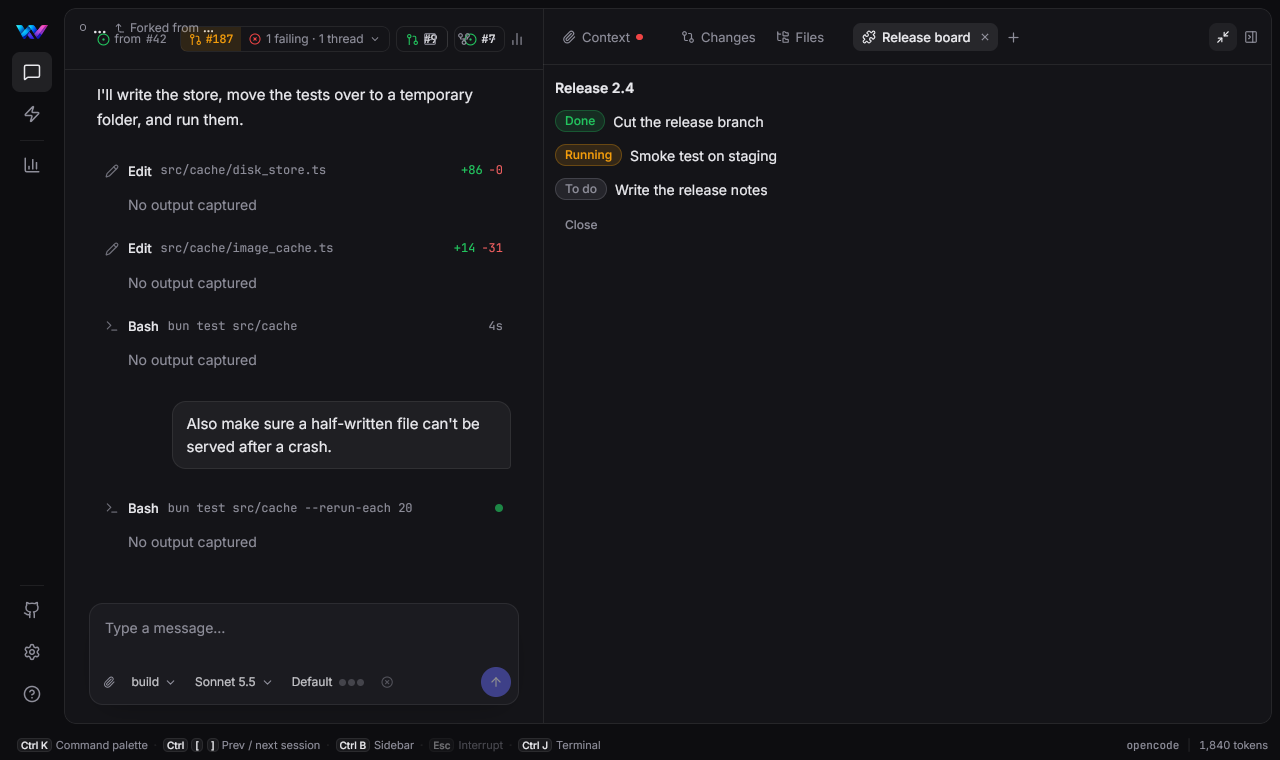 ... Forked from ...
from #42 #187 1 failing · 1 thread #7
Context Changes Files Release board
I'll write the store, move the tests over to a temporary
folder, and run them.
Edit src/cache/disk_store.ts +86 -0
No output captured
Edit src/cache/image_cache.ts +14 -31
No output captured
Bash bun test src/cache 4s
No output captured
Also make sure a half-written file can't be
served after a crash.
Bash bun test src/cache --rerun-each 20
No output captured
Type a message...
build Sonnet 5.5 Default
Release 2.4
Done Cut the release branch
Running Smoke test on staging
To do Write the release notes
Close
Ctrl K Command palette · Ctrl [ ] Prev / next session · Ctrl B Sidebar · Esc Interrupt · Ctrl J Terminal
opencode 1,840 tokens